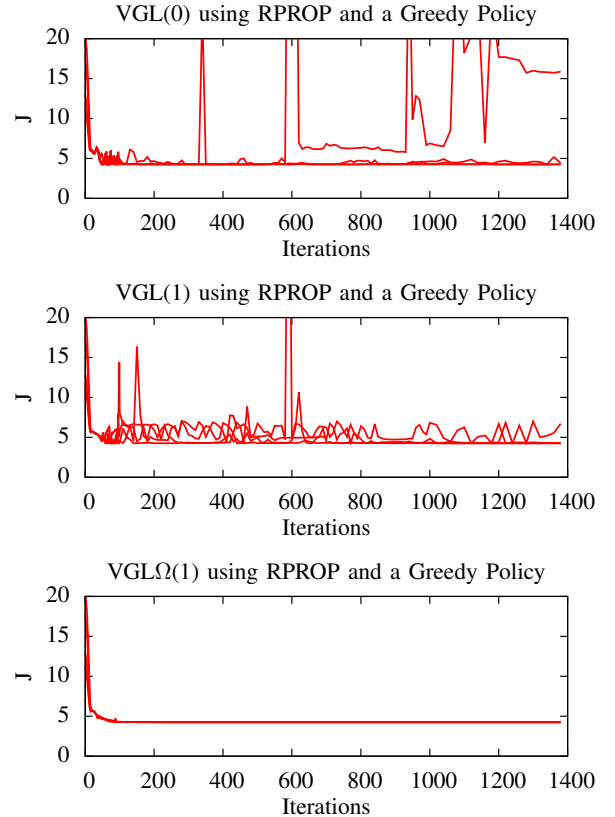 VGL(0) using RPROP and a Greedy Policy
20
15
10
5
0
J
0 200 400 600 800 1000 1200 1400
Iterations
VGL(1) using RPROP and a Greedy Policy
20
15
10
5
0
J
0 200 400 600 800 1000 1200 1400
Iterations
VGLΩ(1) using RPROP and a Greedy Policy
20
15
10
5
0
J
0 200 400 600 800 1000 1200 1400
Iterations